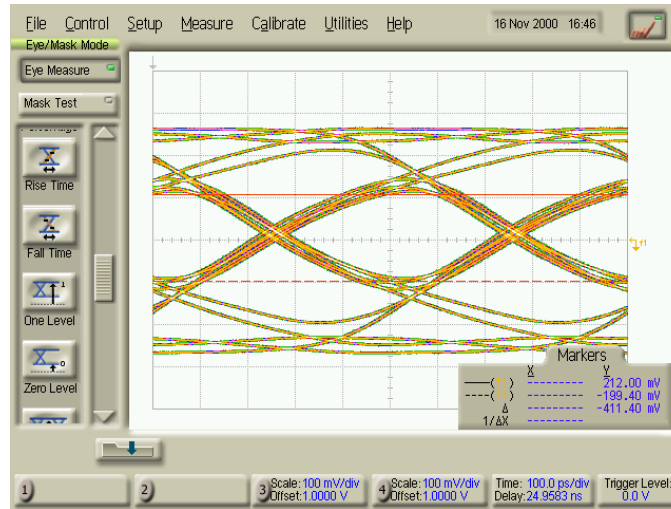 File Control Setup Measure Calibrate Utilities Help 16 Nov 2000 16:46
Eye/Mask Mode
Eye Measure
Mask Test
Rise Time
Fall Time
One Level
Zero Level
f1
Markers
X Y
——( ) --------- 212.00 mV
----( ) --------- -199.40 mV
Δ --------- -411.40 mV
1/ΔX ---------
1) 2) 3) Scale:100 mV/div 4) Scale:100 mV/div Time: 100.0 ps/div Trigger Level:
Offset:1.0000 V Offset:1.0000 V Delay:24.9583 ns 0.0 V